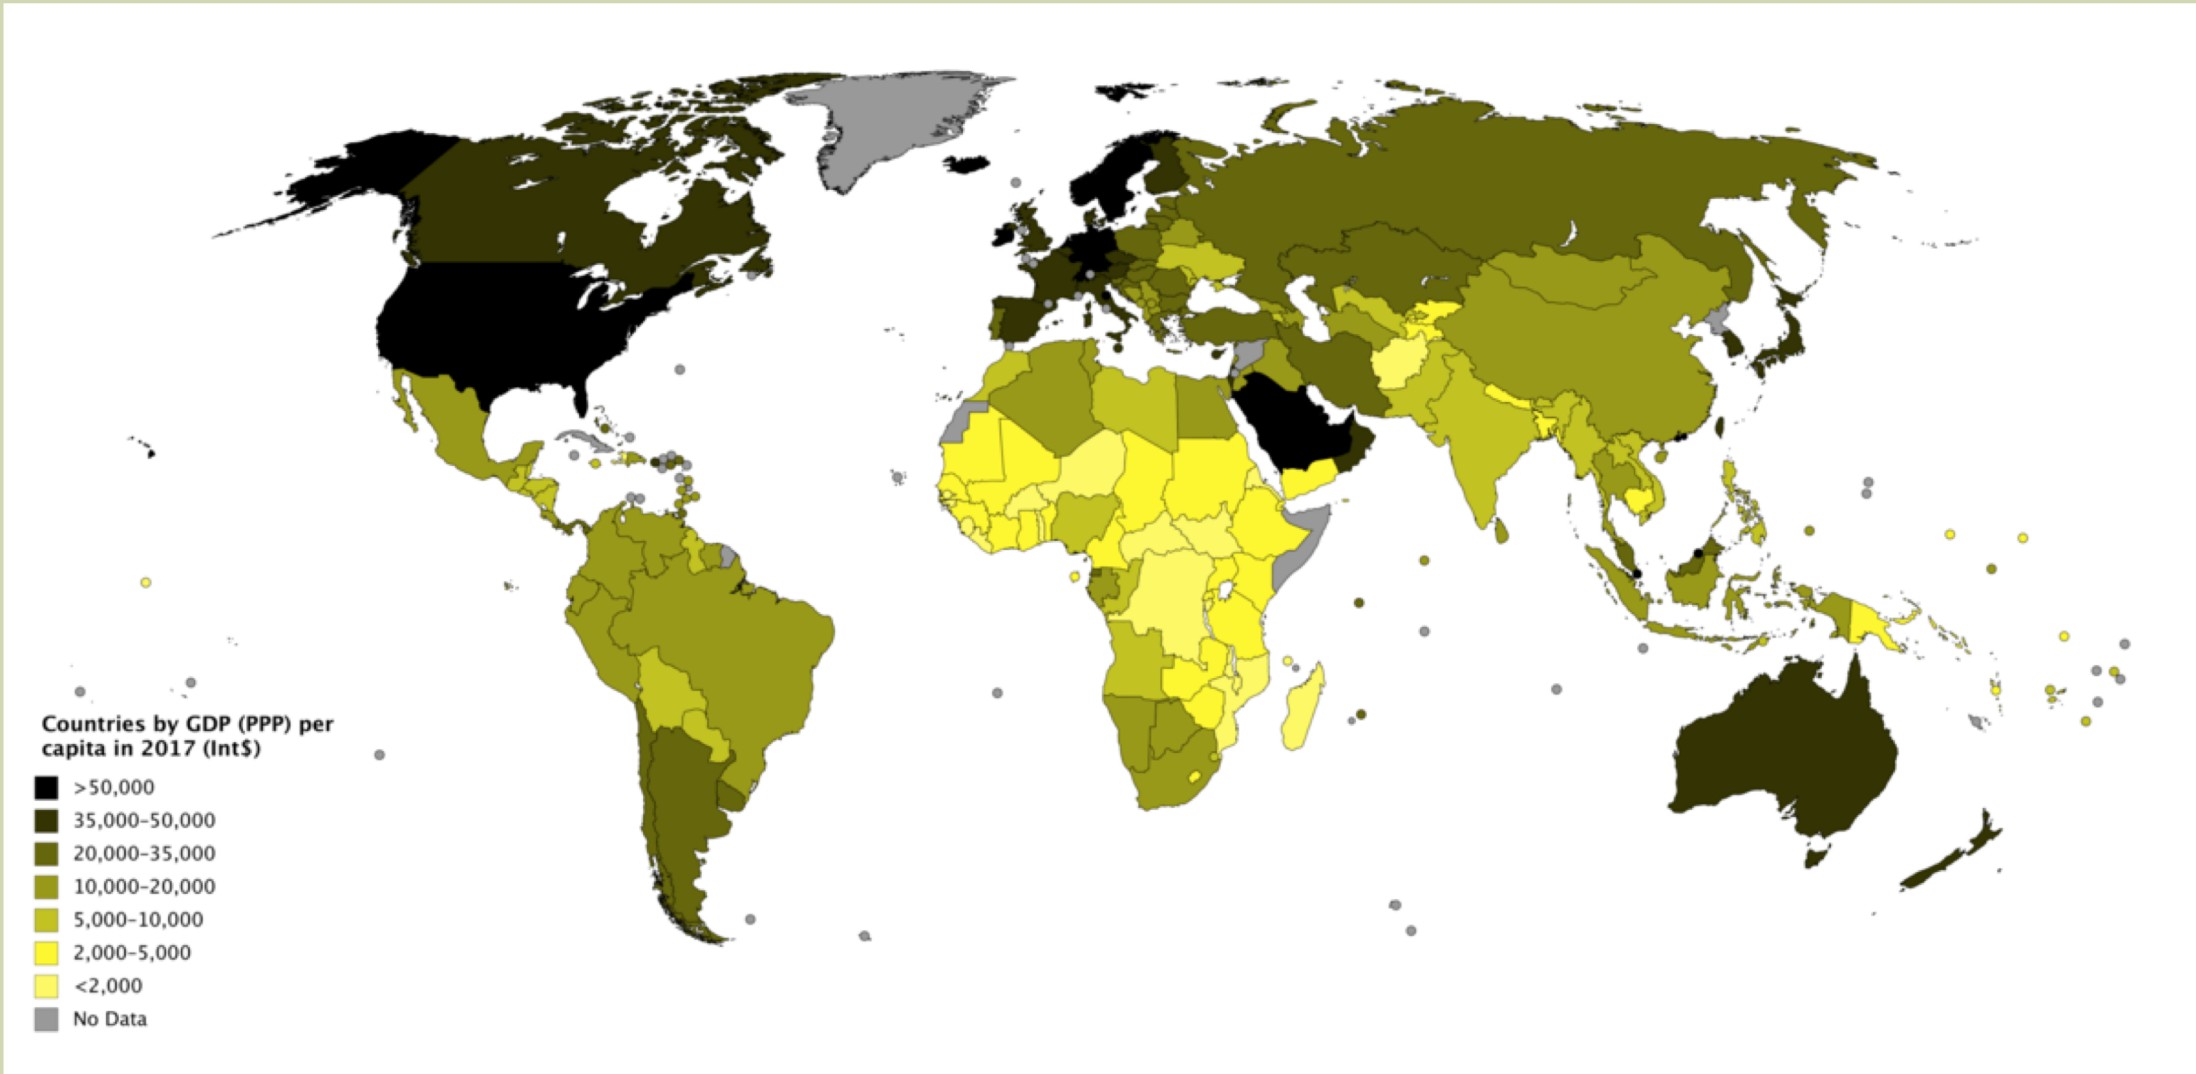 Countries by GDP (PPP) per
capita in 2017 (Int$)
>50,000
35,000–50,000
20,000–35,000
10,000–20,000
5,000–10,000
2,000–5,000
<2,000
No Data